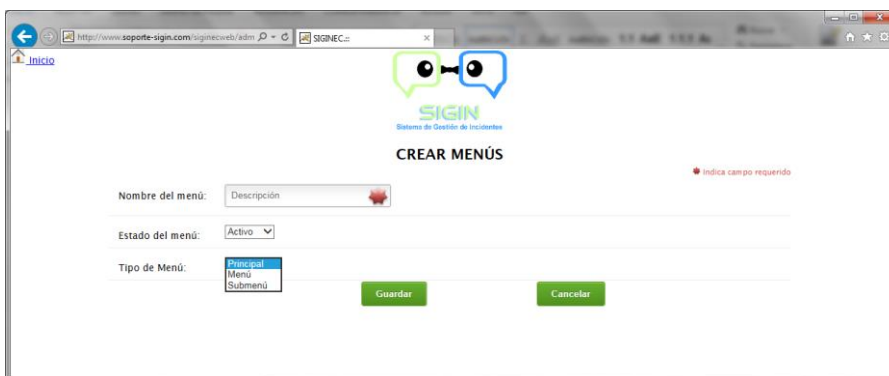 http://www.soporte-sigin.com/siginecweb/adm
SIGINEC.::
Inicio
SIGIN
Sistema de Gestión de Incidentes
CREAR MENÚS
Indica campo requerido
Nombre del menú:
Descripción
Estado del menú:
Activo
Tipo de Menú:
Principal
Menú
Submenú
Guardar
Cancelar